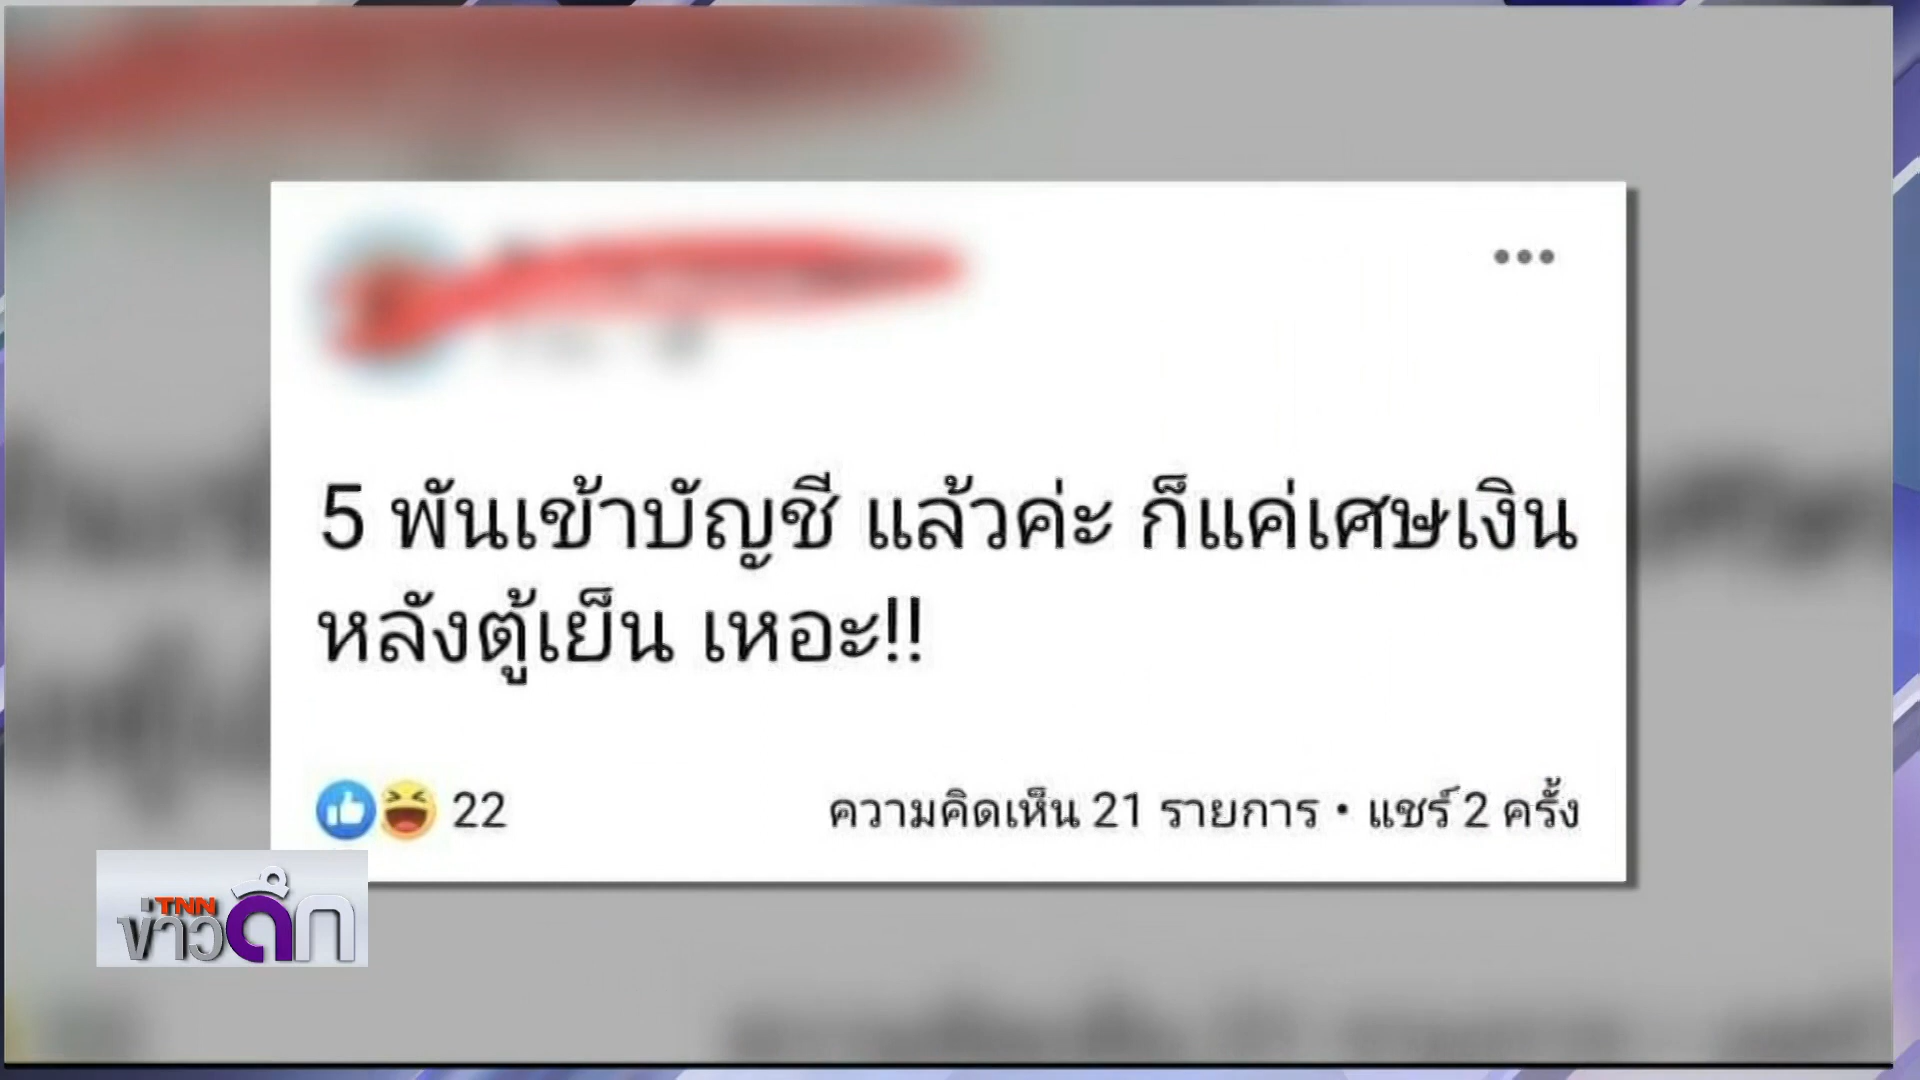 5 พันเข้าบัญชี แล้วค่ะ ก็แค่เศษเงิน
หลังตู้เย็น เหอะ!!
22
ความคิดเห็น 21 รายการ • แชร์ 2 ครั้ง
TNN
ข่าวดึก